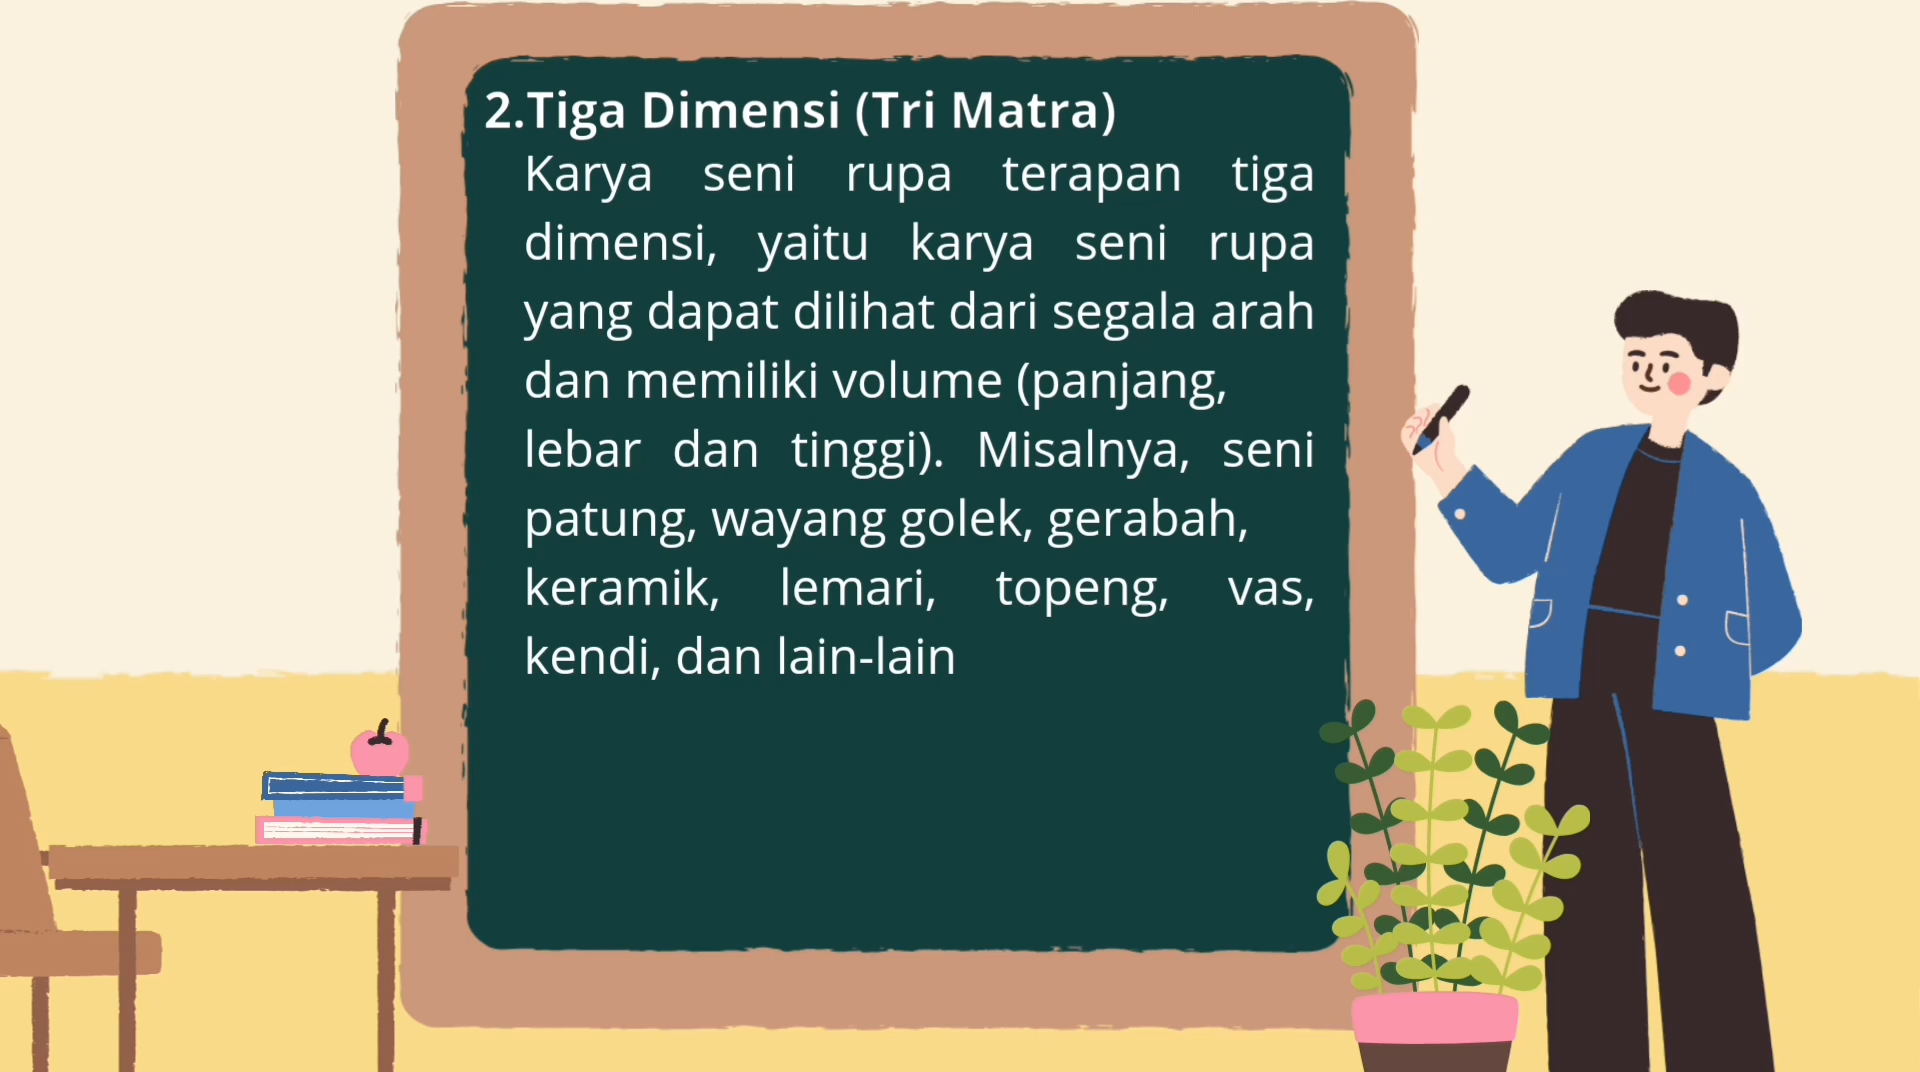 2.Tiga Dimensi (Tri Matra)
Karya seni rupa terapan tiga
dimensi, yaitu karya seni rupa
yang dapat dilihat dari segala arah
dan memiliki volume (panjang,
lebar dan tinggi). Misalnya, seni
patung, wayang golek, gerabah,
keramik, lemari, topeng, vas,
kendi, dan lain-lain